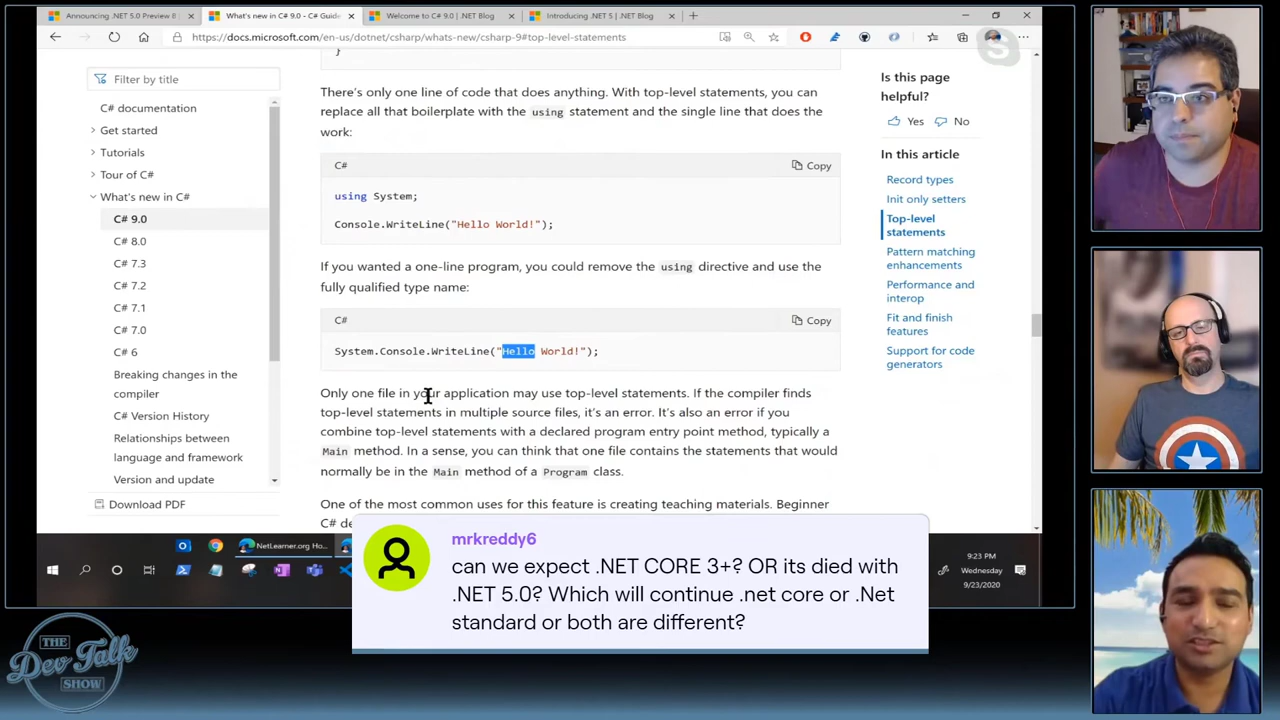 Announcing .NET 5.0 Preview 8
What's new in C# 9.0 - C# Guide
Welcome to C# 9.0 | .NET Blog
Introducing .NET 5 | .NET Blog
https://docs.microsoft.com/en-us/dotnet/csharp/whats-new/csharp-9#top-level-statements
Filter by title
C# documentation
Get started
Tutorials
Tour of C#
What's new in C#
C# 9.0
C# 8.0
C# 7.3
C# 7.2
C# 7.1
C# 7.0
C# 6
Breaking changes in the
compiler
C# Version History
Relationships between
language and framework
Version and update
Download PDF
}
There's only one line of code that does anything. With top-level statements, you can
replace all that boilerplate with the using statement and the single line that does the
work:
C#
Copy
using System;
Console.WriteLine("Hello World!");
If you wanted a one-line program, you could remove the using directive and use the
fully qualified type name:
C#
Copy
System.Console.WriteLine("Hello World!");
Only one file in your application may use top-level statements. If the compiler finds
top-level statements in multiple source files, it's an error. It's also an error if you
combine top-level statements with a declared program entry point method, typically a
Main method. In a sense, you can think that one file contains the statements that would
normally be in the Main method of a Program class.
One of the most common uses for this feature is creating teaching materials. Beginner
C# de
Is this page
helpful?
Yes
No
In this article
Record types
Init only setters
Top-level
statements
Pattern matching
enhancements
Performance and
interop
Fit and finish
features
Support for code
generators
NetLearner.org Ho...
9:23 PM
Wednesday
9/23/2020
mrkreddy6
can we expect .NET CORE 3+? OR its died with
.NET 5.0? Which will continue .net core or .Net
standard or both are different?
THE
Dev Talk
SHOW